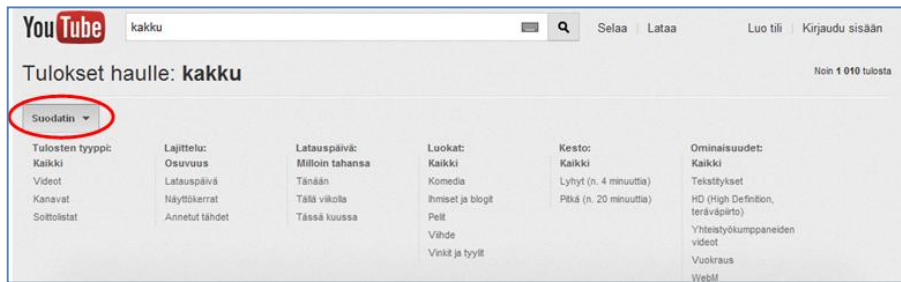 YouTube kakku Selaa Lataa Luo tili Kirjaudu sisään
Tulokset haulle: kakku Noin 1 010 tulosta
Suodatin
Tulosten tyyppi: Lajittelu: Latauspäivä: Luokat: Kesto: Ominaisuudet:
Kaikki Osuvuus Milloin tahansa Kaikki Kaikki Kaikki
Videot Latauspäivä Tänään Komedia Lyhyt (n. 4 minuuttia) Tekstitykset
Kanavat Näyttökerrat Tällä viikolla Ihmiset ja blogit Pitkä (n. 20 minuuttia) HD (High Definition,
teräväpiirto)
Soittolistat Annetut tähdet Tässä kuussa Pelit
Yhteistyökumppaneiden
Viihde videot
Vinkit ja tyylit Vuokraus
WebM